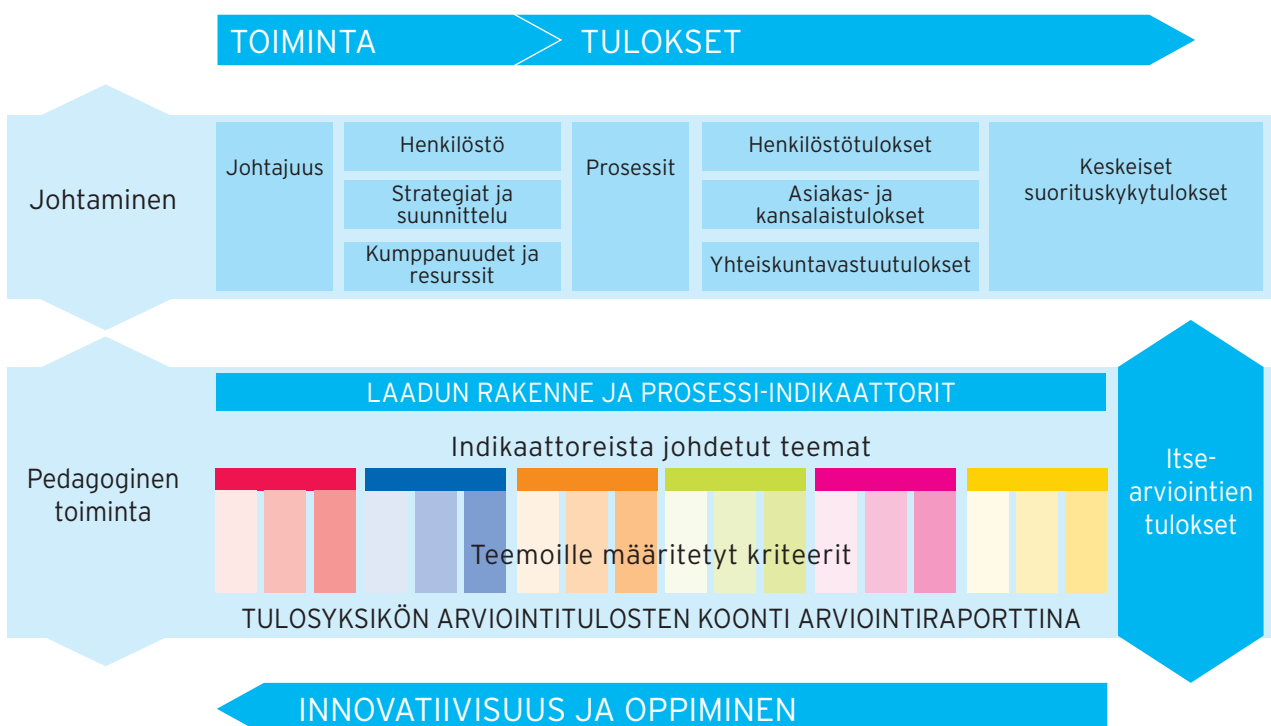 TOIMINTA
TULOKSET
Johtaminen
Johtajuus
Henkilöstö
Strategiat ja
suunnittelu
Kumppanuudet ja
resurssit
Prosessit
Henkilöstötulokset
Asiakas- ja
kansalaistulokset
Yhteiskuntavastuutulokset
Keskeiset
suorituskykytulokset
Pedagoginen
toiminta
LAADUN RAKENNE JA PROSESSI-INDIKAATTORIT
Indikaattoreista johdetut teemat
Teemoille määritetyt kriteerit
TULOSYKSIKÖN ARVIOINTITULOSTEN KOONTI ARVIOINTIRAPORTTINA
Itse-
arviointien
tulokset
INNOVATIIVISUUS JA OPPIMINEN